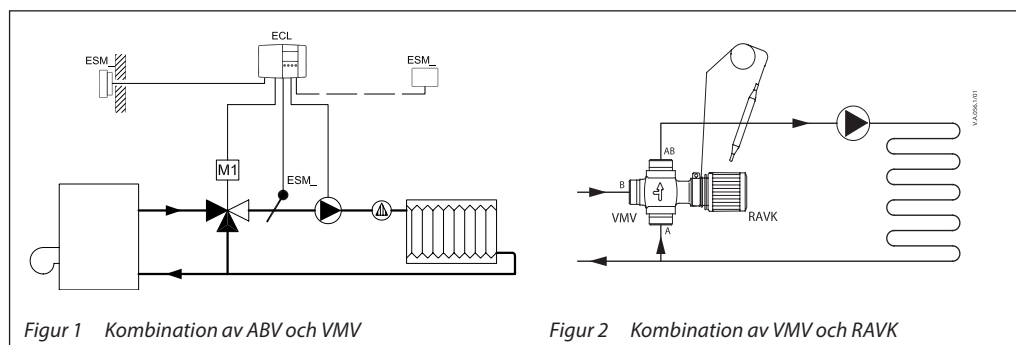 ECL
ESM_
ESM_
M1
ESM_
AB
B
VMV
RAVK
A
V.A.056.1/01
Figur 1 Kombination av ABV och VMV
Figur 2 Kombination av VMV och RAVK